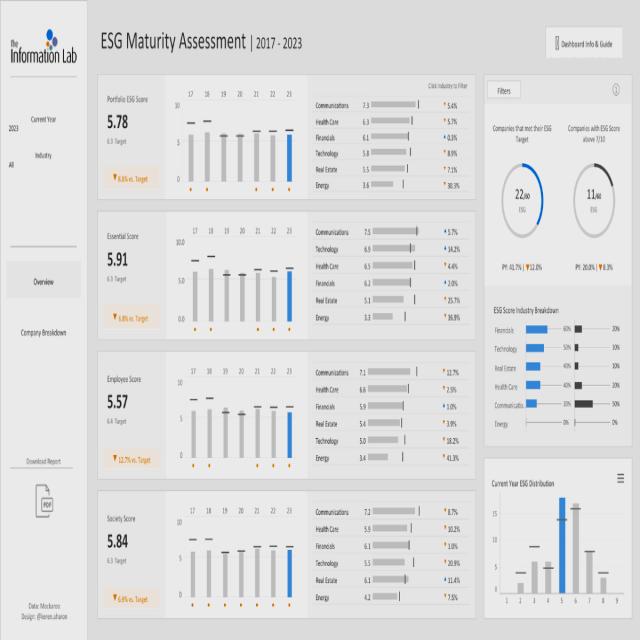 the
Information Lab
Current Year
2023
Industry
All
Overview
Company Breakdown
Download Report
PDF
Data: Mockaroo
Design: @keren.aharon
ESG Maturity Assessment | 2017 - 2023
Dashboard Info & Guide
Click Industry to Filter
Portfolio ESG Score
5.78
6.3 Target
▼ 8.8% vs. Target
17 18 19 20 21 22 23
10
5
0
Communications 7.3 ▼ 5.4%
Health Care 6.3 ▼ 5.7%
Financials 6.1 ▲ 0.3%
Technology 5.8 ▼ 8.9%
Real Estate 5.5 ▼ 7.1%
Energy 3.6 ▼ 30.3%
Essential Score
5.91
6.3 Target
▼ 6.8% vs. Target
17 18 19 20 21 22 23
10.0
5.0
0.0
Communications 7.5 ▲ 5.7%
Technology 6.9 ▲ 14.2%
Health Care 6.5 ▼ 4.4%
Financials 6.2 ▲ 2.0%
Real Estate 5.1 ▼ 25.7%
Energy 3.3 ▼ 36.9%
Employee Score
5.57
6.4 Target
▼ 12.7% vs. Target
17 18 19 20 21 22 23
10
5
0
Communications 7.1 ▼ 12.7%
Health Care 6.6 ▼ 2.5%
Financials 5.9 ▲ 1.0%
Real Estate 5.4 ▼ 3.9%
Technology 5.0 ▼ 18.2%
Energy 3.4 ▼ 41.3%
Society Score
5.84
6.3 Target
▼ 6.9% vs. Target
17 18 19 20 21 22 23
10
5
0
Communications 7.2 ▼ 8.7%
Health Care 5.9 ▼ 10.2%
Financials 6.1 ▼ 1.0%
Technology 5.5 ▼ 20.9%
Real Estate 6.1 ▲ 11.4%
Energy 4.2 ▼ 7.5%
Filters
Companies that met their ESG
Target
22/60
ESG
PY: 41.7% | ▼12.0%
Companies with ESG Score
above 7/10
11/60
ESG
PY: 20.0% | ▼8.3%
ESG Score Industry Breakdown
Financials 60% 20%
Technology 50% 10%
Real Estate 40% 10%
Health Care 40% 20%
Communicatio.. 30% 50%
Energy 0% 0%
Current Year ESG Distribution
15
10
5
0
1 2 3 4 5 6 7 8 9